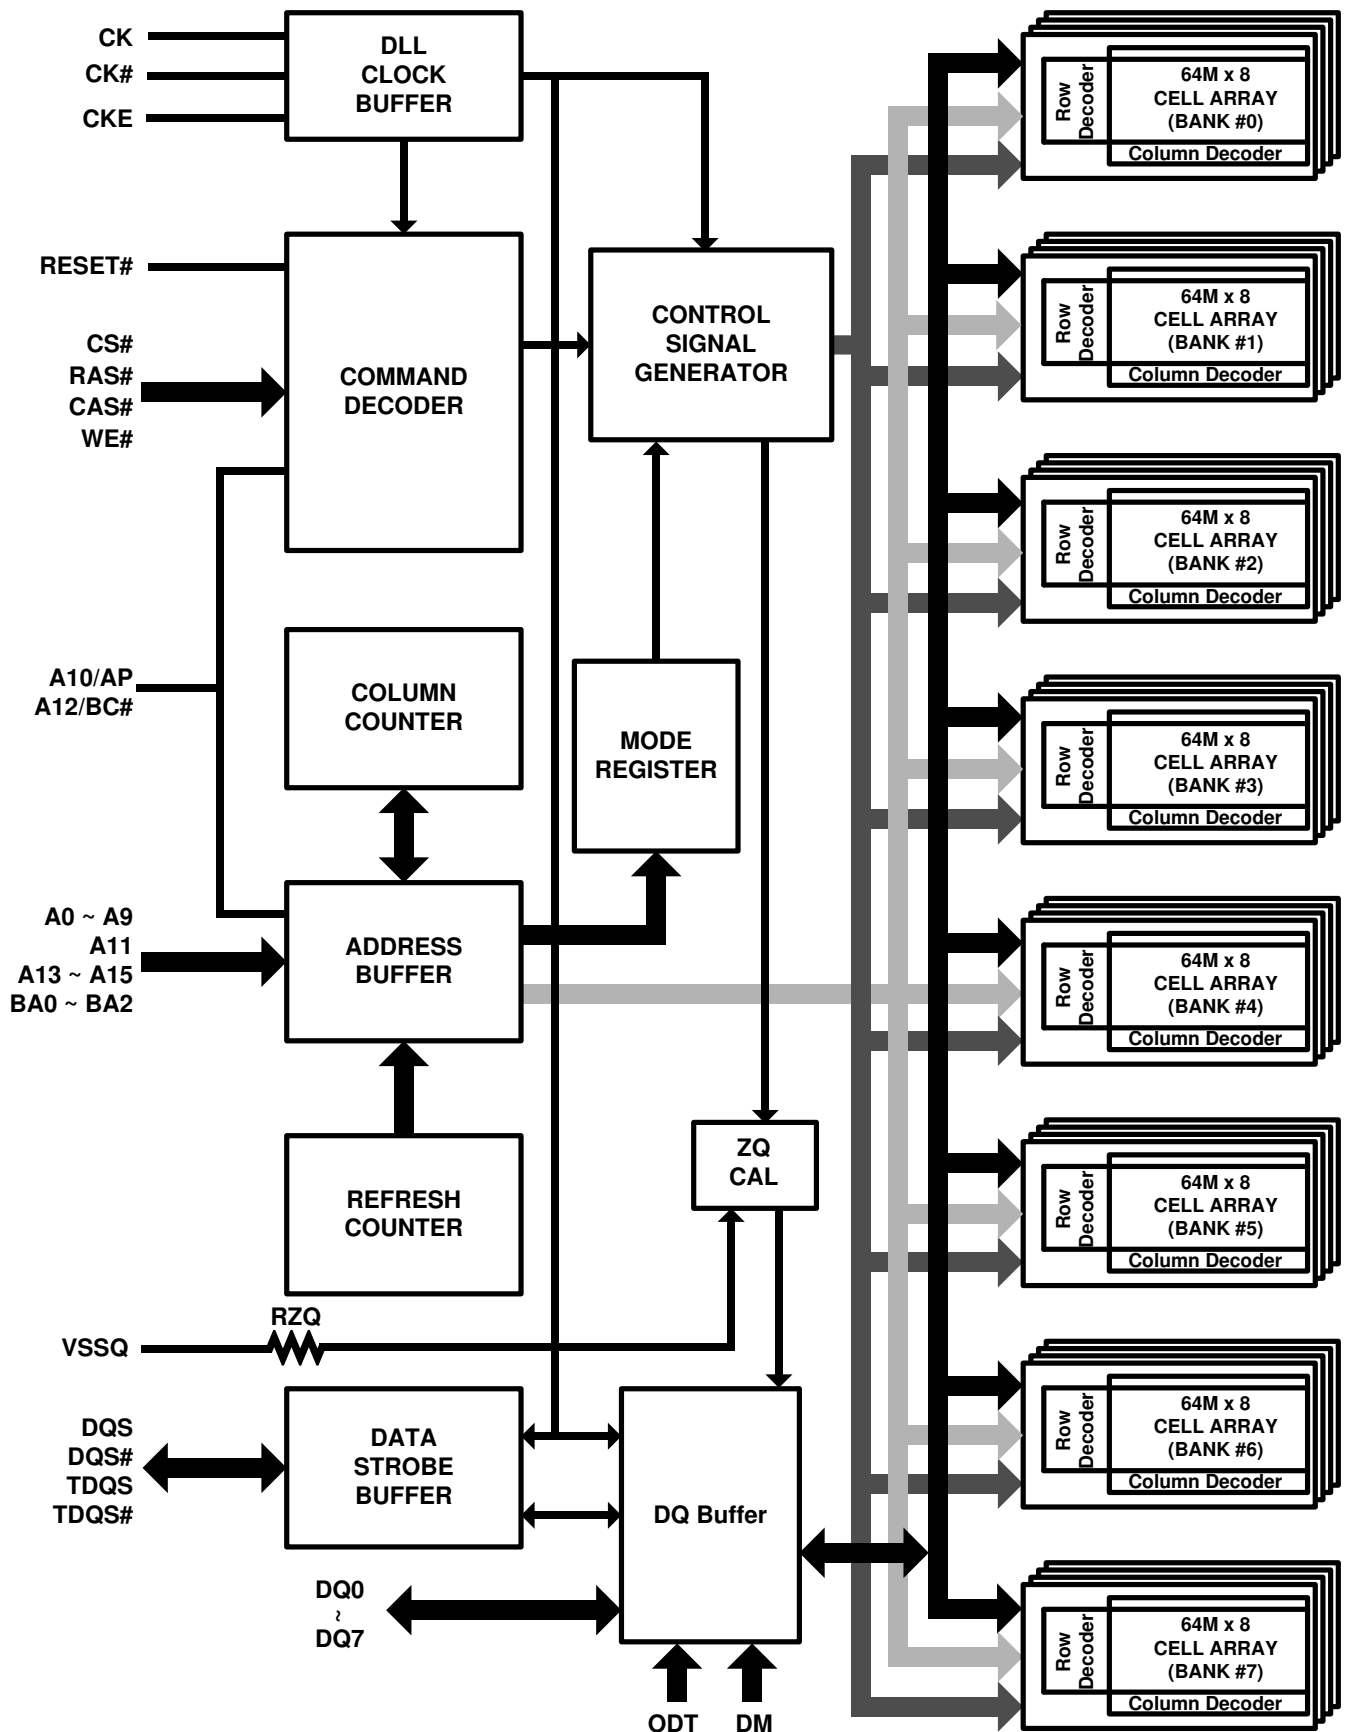 CK
CK#
CKE
DLL
CLOCK
BUFFER
RESET#
CS#
RAS#
CAS#
WE#
COMMAND
DECODER
CONTROL
SIGNAL
GENERATOR
A10/AP
A12/BC#
COLUMN
COUNTER
MODE
REGISTER
A0 ~ A9
A11
A13 ~ A15
BA0 ~ BA2
ADDRESS
BUFFER
REFRESH
COUNTER
ZQ
CAL
RZQ
VSSQ
DQS
DQS#
TDQS
TDQS#
DATA
STROBE
BUFFER
DQ Buffer
DQ0
~
DQ7
ODT
DM
Row
Decoder
64M x 8
CELL ARRAY
(BANK #0)
Column Decoder
Row
Decoder
64M x 8
CELL ARRAY
(BANK #1)
Column Decoder
Row
Decoder
64M x 8
CELL ARRAY
(BANK #2)
Column Decoder
Row
Decoder
64M x 8
CELL ARRAY
(BANK #3)
Column Decoder
Row
Decoder
64M x 8
CELL ARRAY
(BANK #4)
Column Decoder
Row
Decoder
64M x 8
CELL ARRAY
(BANK #5)
Column Decoder
Row
Decoder
64M x 8
CELL ARRAY
(BANK #6)
Column Decoder
Row
Decoder
64M x 8
CELL ARRAY
(BANK #7)
Column Decoder